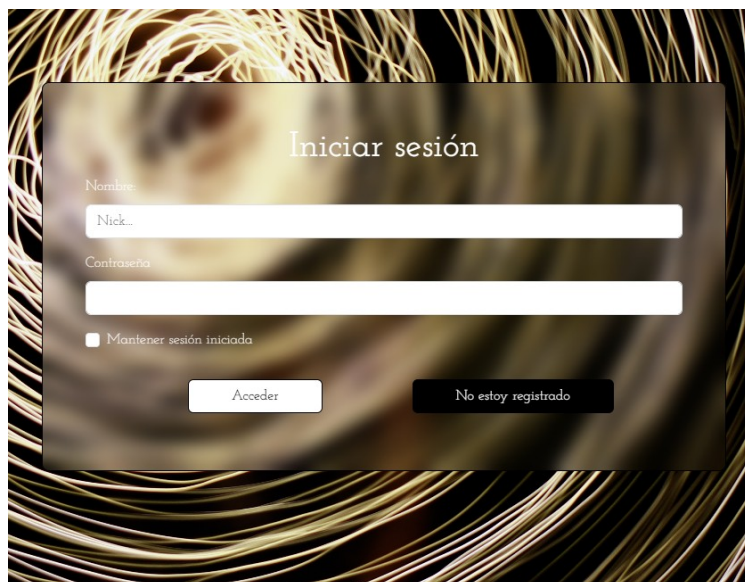 Iniciar sesión
Nombre:
Nick...
Contraseña
Mantener sesión iniciada
Acceder
No estoy registrado